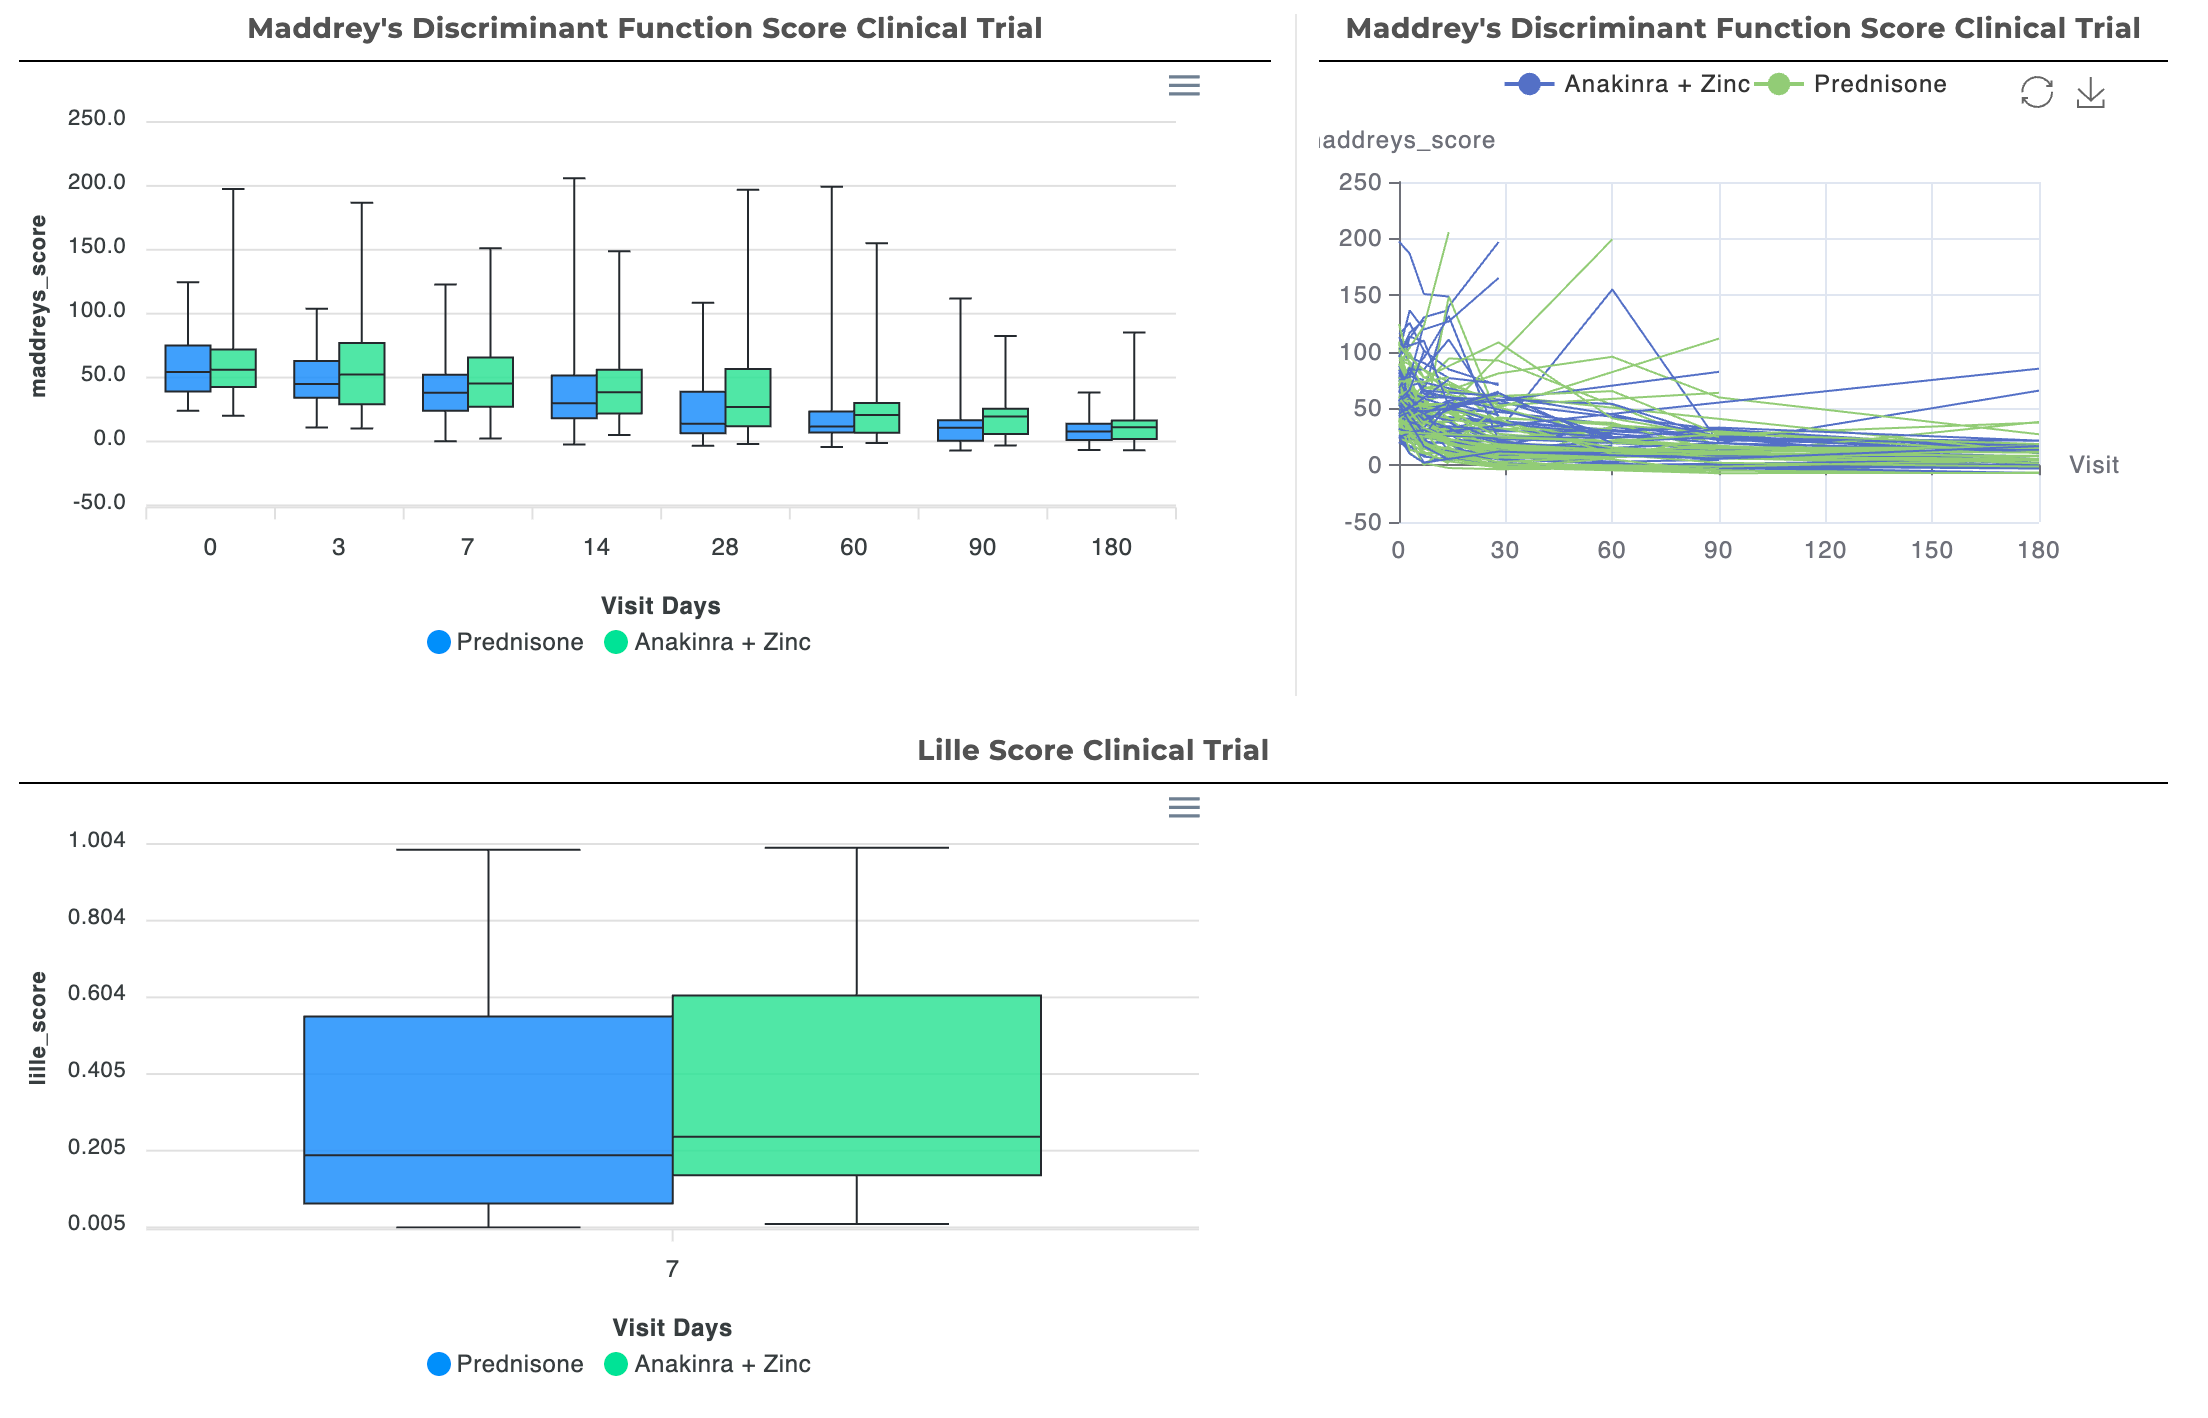 Maddrey's Discriminant Function Score Clinical Trial
250.0
200.0
150.0
100.0
50.0
0.0
-50.0
maddreys_score
0 3 7 14 28 60 90 180
Visit Days
Prednisone Anakinra + Zinc
Maddrey's Discriminant Function Score Clinical Trial
Anakinra + Zinc Prednisone
addreys_score
250
200
150
100
50
0
-50
Visit
0 30 60 90 120 150 180
Lille Score Clinical Trial
1.004
0.804
0.604
0.405
0.205
0.005
lille_score
7
Visit Days
Prednisone Anakinra + Zinc